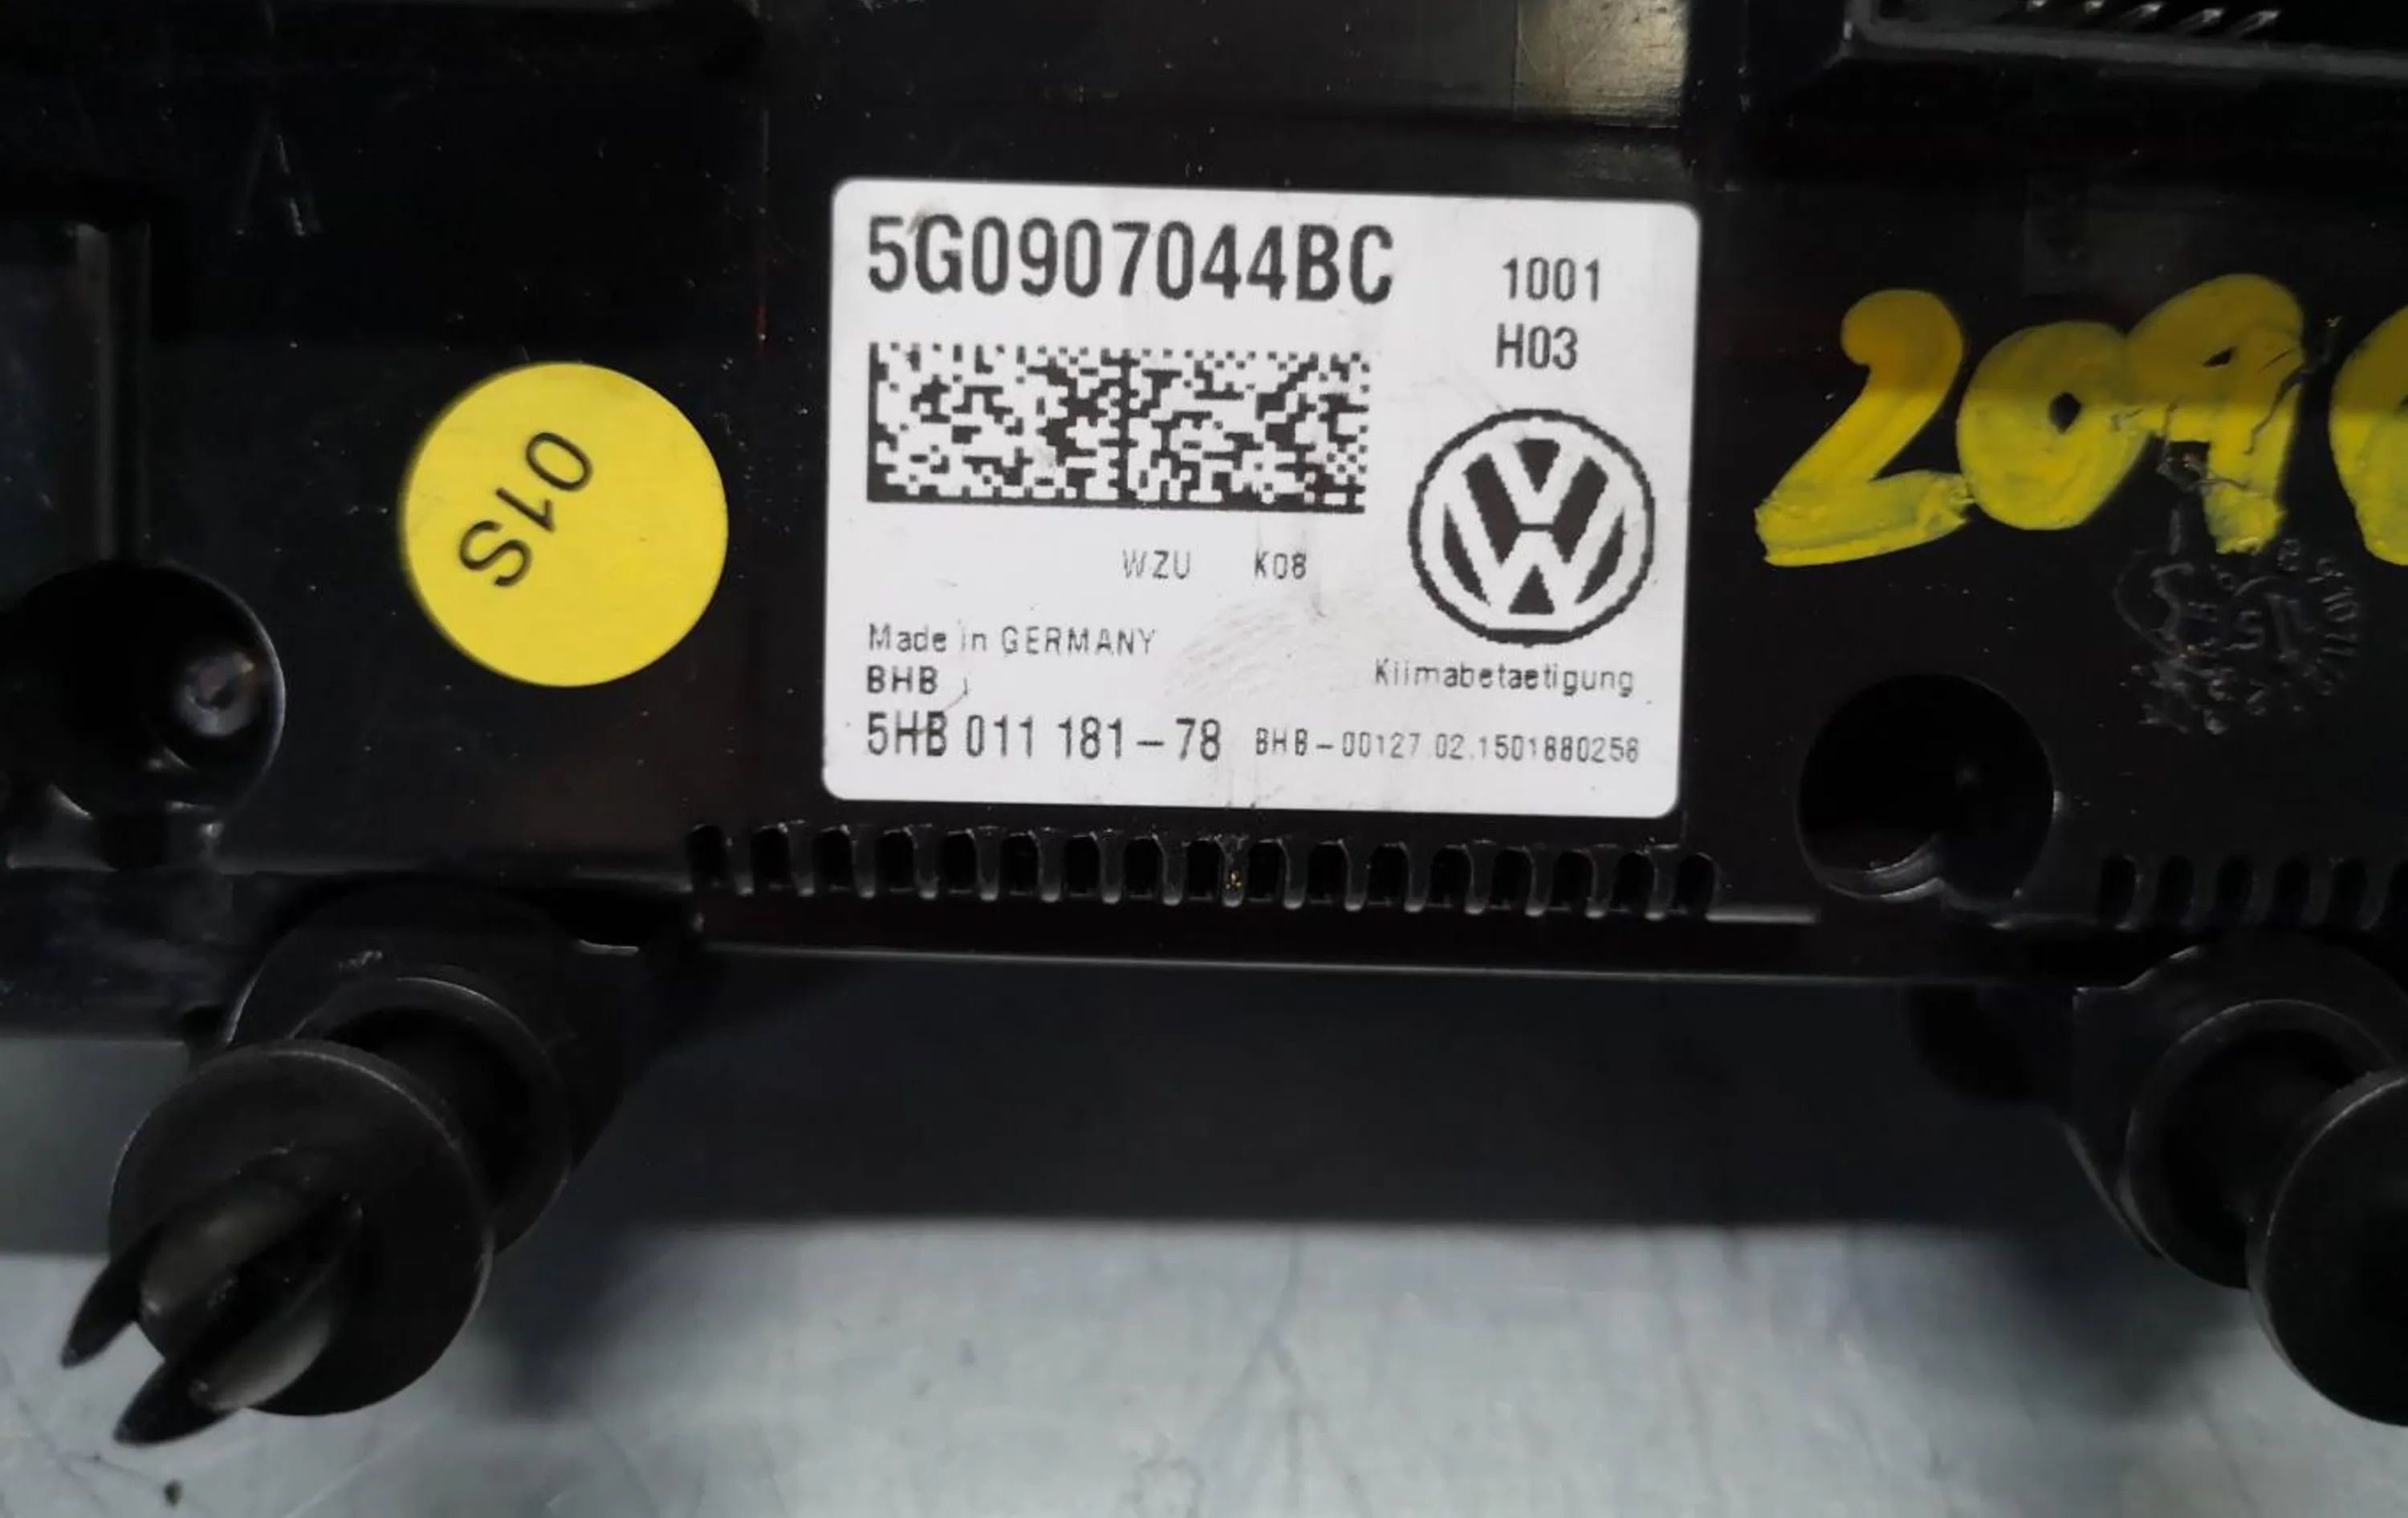 5G0907044BC
1001
H03
WZU K08
Made in GERMANY
BHB
Klimabetaetigung
5HB 011 181-78 BHB-00127 02.1501880258
01S
209